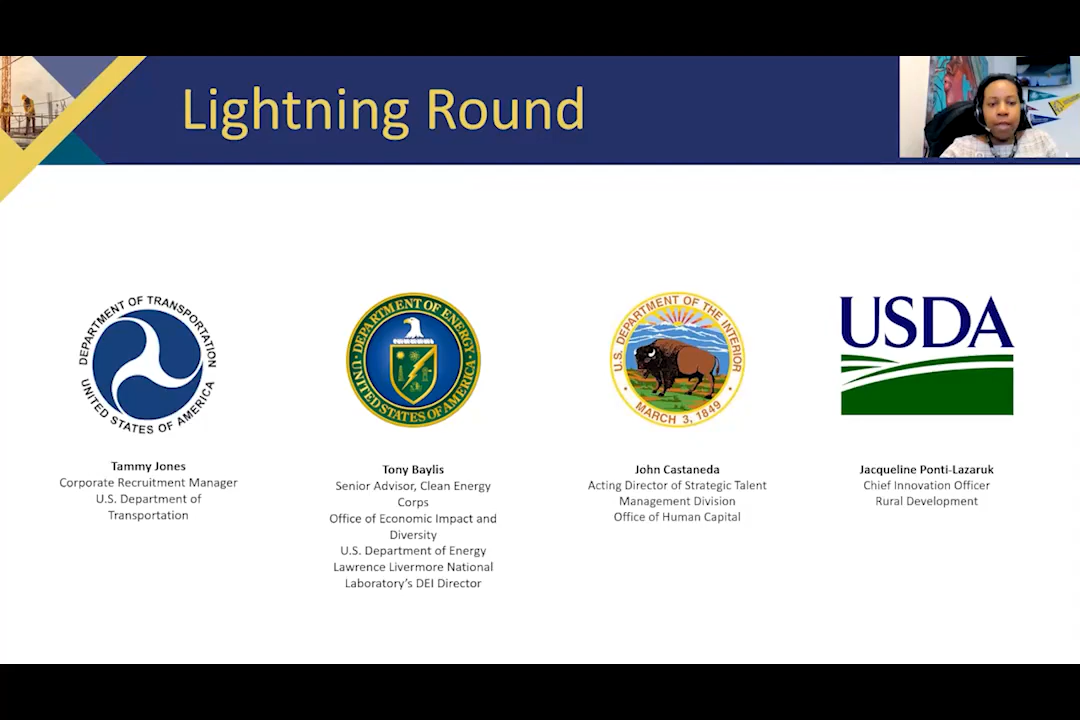 Lightning Round
DEPARTMENT OF TRANSPORTATION
UNITED STATES OF AMERICA
DEPARTMENT OF ENERGY
UNITED STATES OF AMERICA
U.S. DEPARTMENT OF THE INTERIOR
MARCH 3, 1849
USDA
Tammy Jones
Corporate Recruitment Manager
U.S. Department of
Transportation
Tony Baylis
Senior Advisor, Clean Energy
Corps
Office of Economic Impact and
Diversity
U.S. Department of Energy
Lawrence Livermore National
Laboratory's DEI Director
John Castaneda
Acting Director of Strategic Talent
Management Division
Office of Human Capital
Jacqueline Ponti-Lazaruk
Chief Innovation Officer
Rural Development